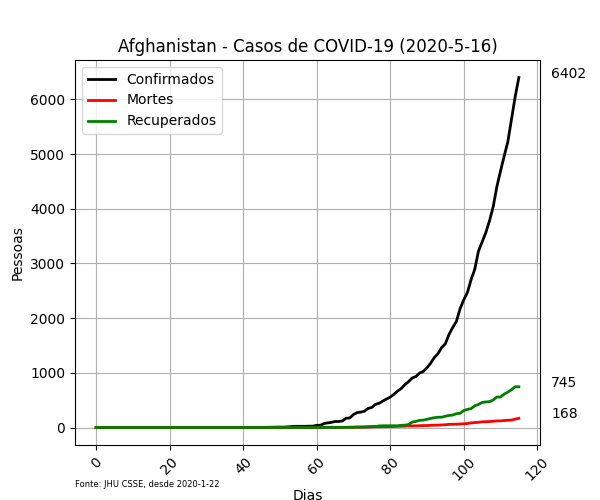 Afghanistan - Casos de COVID-19 (2020-5-16)
Confirmados
Mortes
Recuperados
6402
745
168
Pessoas
6000
5000
4000
3000
2000
1000
0
0
20
40
60
80
100
120
Fonte: JHU CSSE, desde 2020-1-22
Dias